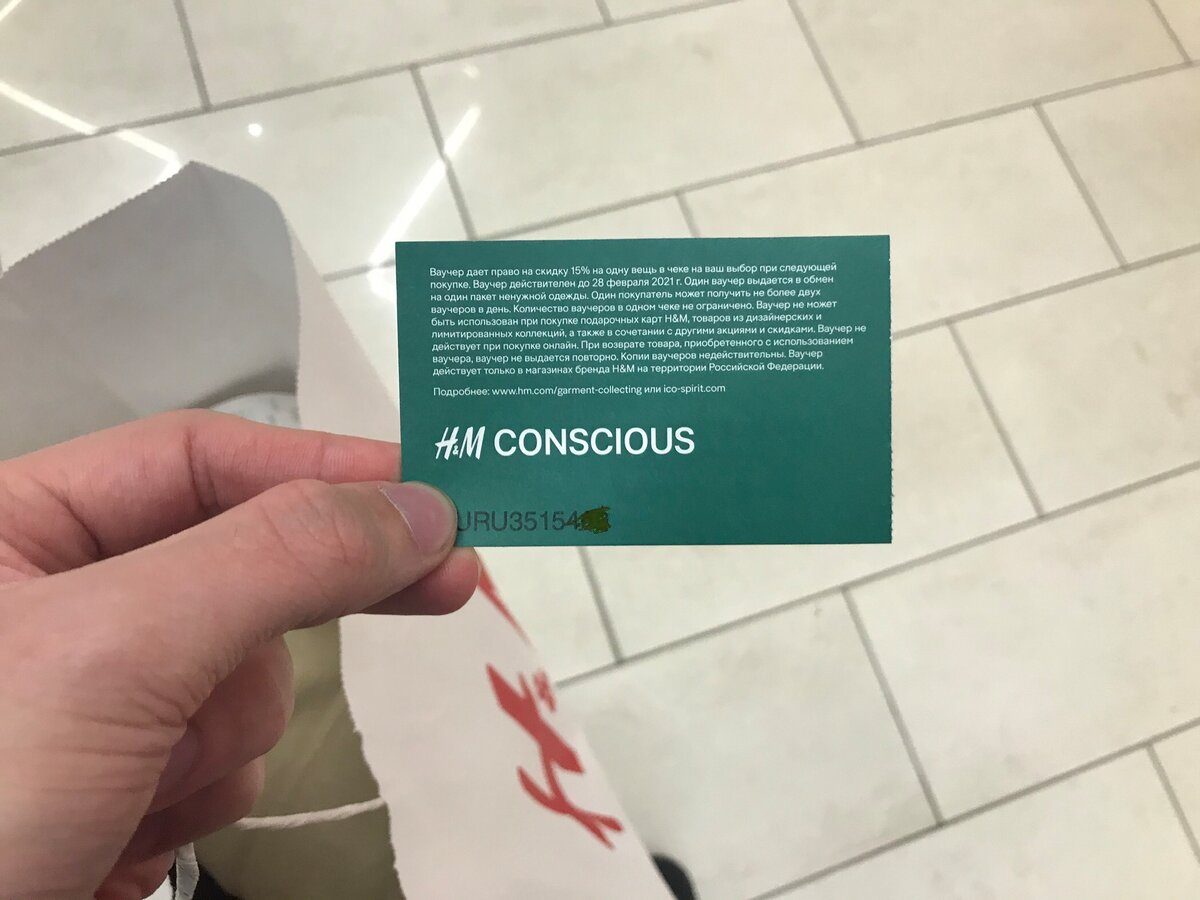 Ваучер дает право на скидку 15% на одну вещь в чеке на ваш выбор при следующей
покупке. Ваучер действителен до 28 февраля 2021 г. Один ваучер выдается в обмен
на один пакет ненужной одежды. Один покупатель может получить не более двух
ваучеров в день. Количество ваучеров в одном чеке не ограничено. Ваучер не может
быть использован при покупке подарочных карт H&M, товаров из дизайнерских и
лимитированных коллекций, а также в сочетании с другими акциями и скидками. Ваучер не
действует при покупке онлайн. При возврате товара, приобретенного с использованием
ваучера, ваучер не выдается повторно. Копии ваучеров недействительны. Ваучер
действует только в магазинах бренда H&M на территории Российской Федерации.
Подробнее: www.hm.com/garment-collecting или ico-spirit.com
H&M CONSCIOUS
URU35154
H&M